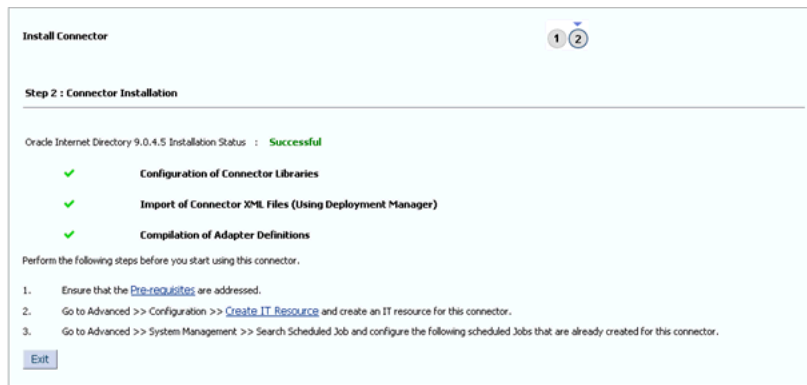 Install Connector
1 2
Step 2 : Connector Installation
Oracle Internet Directory 9.0.4.5 Installation Status : Successful
Configuration of Connector Libraries
Import of Connector XML Files (Using Deployment Manager)
Compilation of Adapter Definitions
Perform the following steps before you start using this connector.
1. Ensure that the Pre-requisites are addressed.
2. Go to Advanced >> Configuration >> Create IT Resource and create an IT resource for this connector.
3. Go to Advanced >> System Management >> Search Scheduled Job and configure the following scheduled Jobs that are already created for this connector.
Exit